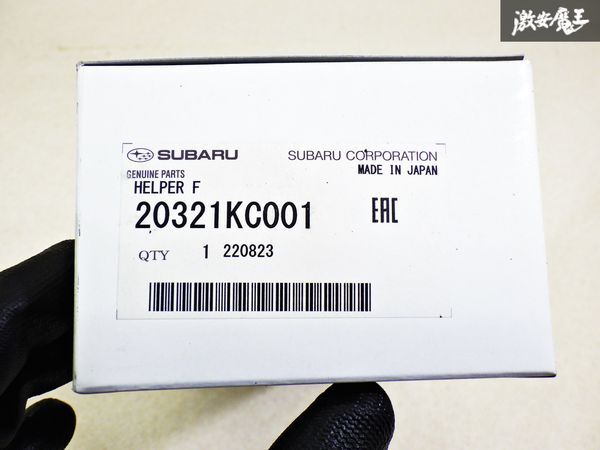 激安魔王
SUBARU
SUBARU CORPORATION
GENUINE PARTS
MADE IN JAPAN
HELPER F
20321KC001
EAC
QTY 1 220823